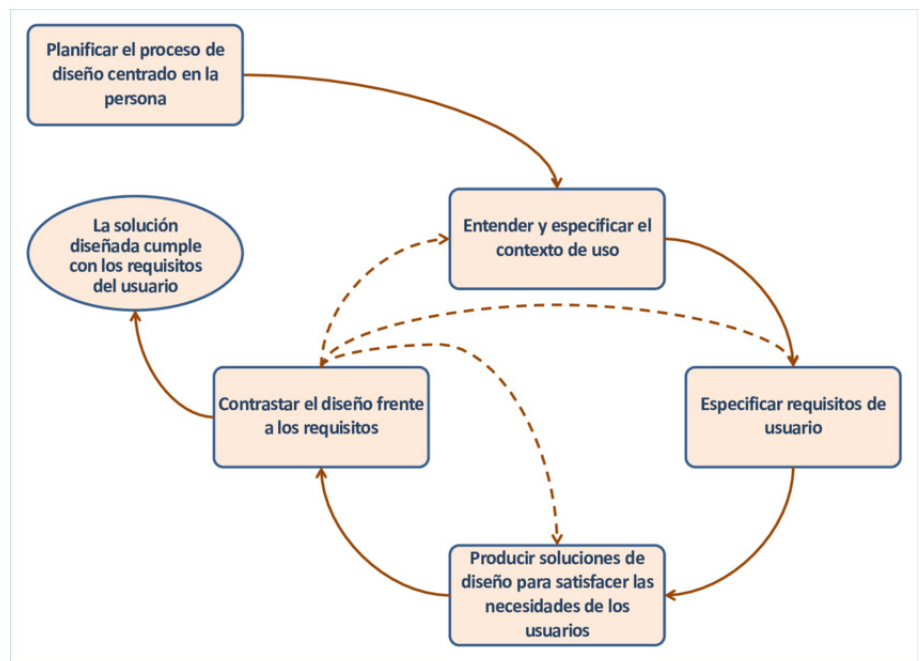 Planificar el proceso de
diseño centrado en la
persona
Entender y especificar el
contexto de uso
La solución
diseñada cumple
con los requisitos
del usuario
Contrastar el diseño frente
a los requisitos
Especificar requisitos de
usuario
Producir soluciones de
diseño para satisfacer las
necesidades de los
usuarios